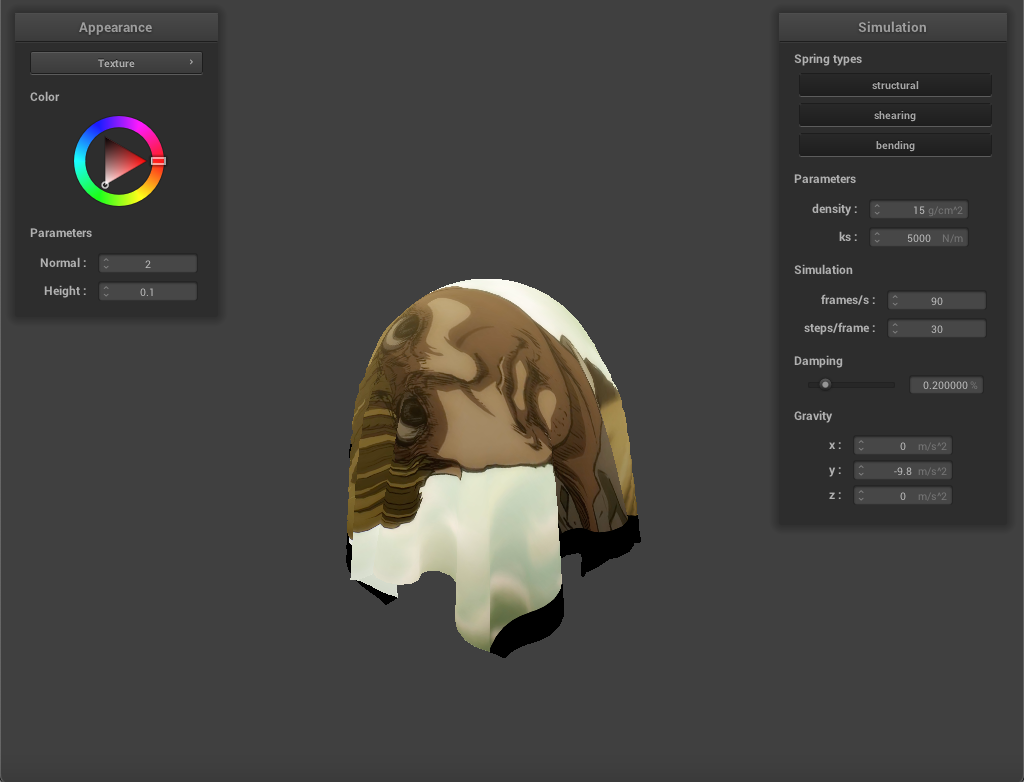 Appearance
Texture ›
Color
Parameters
Normal : 2
Height : 0.1
Simulation
Spring types
structural
shearing
bending
Parameters
density : 15 g/cm^2
ks : 5000 N/m
Simulation
frames/s : 90
steps/frame : 30
Damping
0.200000 %
Gravity
x : 0 m/s^2
y : -9.8 m/s^2
z : 0 m/s^2